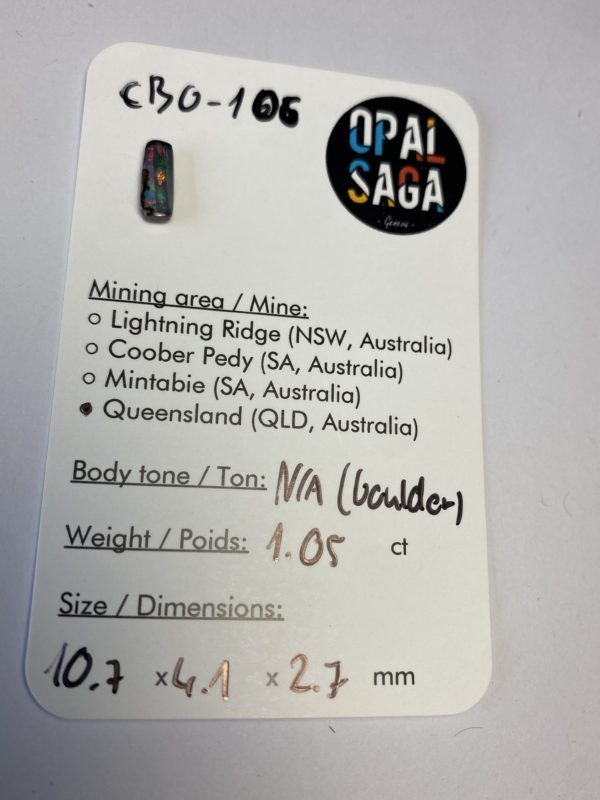 CBO-106
OPAL
SAGA
- Geneva -
Mining area / Mine:
○ Lightning Ridge (NSW, Australia)
○ Coober Pedy (SA, Australia)
○ Mintabie (SA, Australia)
● Queensland (QLD, Australia)
Body tone / Ton: N/A (boulder)
Weight / Poids: 1.05 ct
Size / Dimensions:
10.7 x 4.1 x 2.7 mm